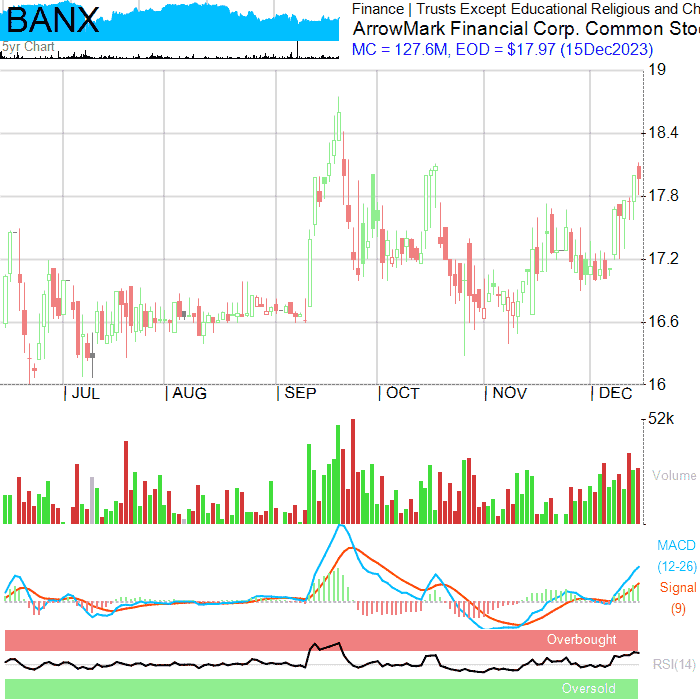 BANX
5yr Chart
Finance | Trusts Except Educational Religious and Ch
ArrowMark Financial Corp. Common Sto
MC = 127.6M, EOD = $17.97 (15Dec2023)
19
18.4
17.8
17.2
16.6
16
JUL AUG SEP OCT NOV DEC
52k
Volume
MACD
(12-26)
Signal
(9)
Overbought
RSI(14)
Oversold